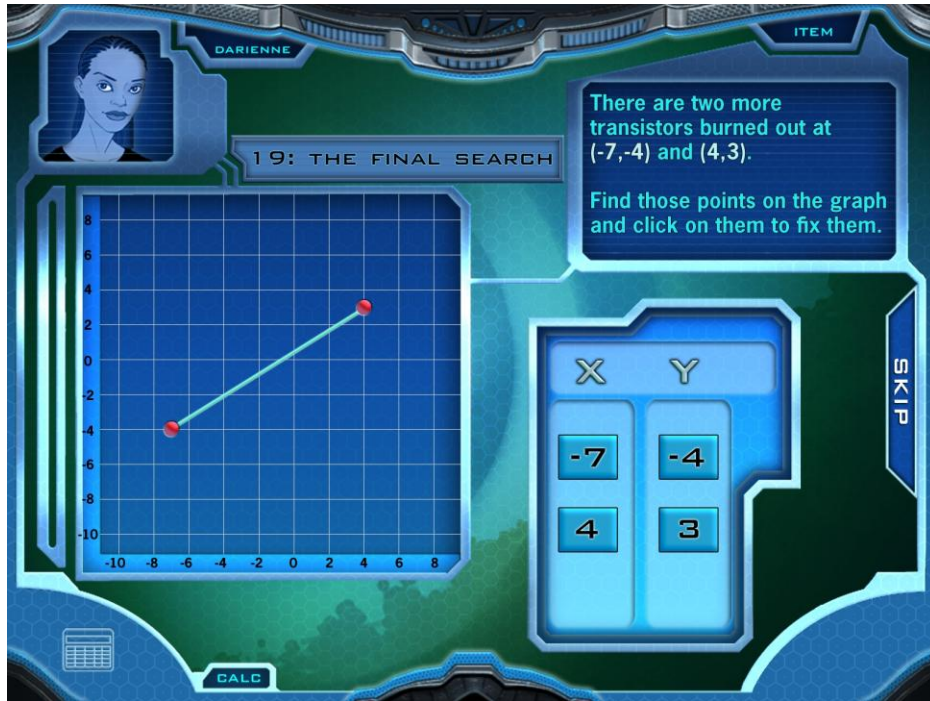 DARIENNE
ITEM
There are two more
transistors burned out at
(-7,-4) and (4,3).
Find those points on the graph
and click on them to fix them.
19: THE FINAL SEARCH
8
6
4
2
0
-2
-4
-6
-8
-10
-10 -8 -6 -4 -2 0 2 4 6 8
X Y
-7 -4
4 3
SKIP
CALC